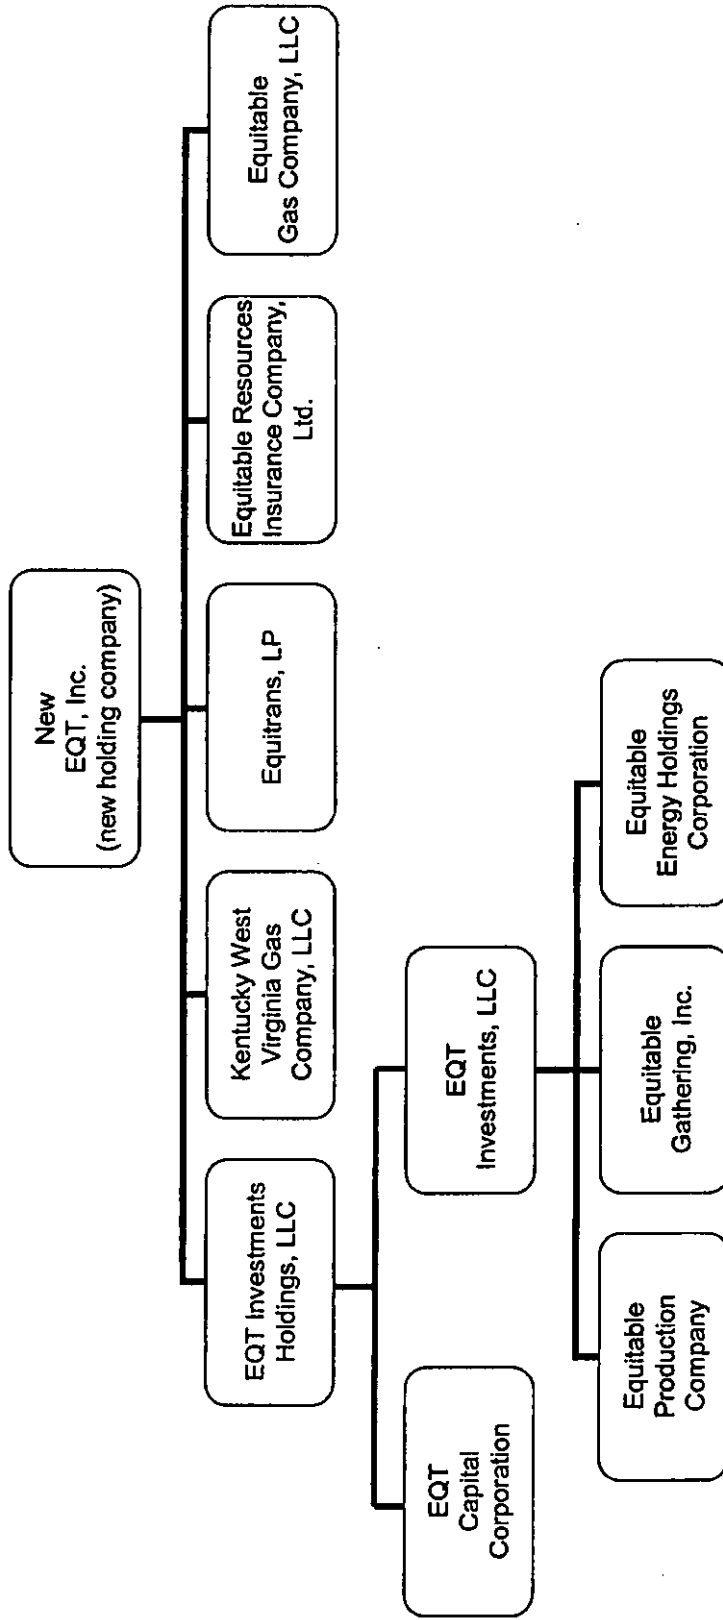 New
EQT, Inc.
(new holding company)
EQT Investments
Holdings, LLC
Kentucky West
Virginia Gas
Company, LLC
Equitrans, LP
Equitable Resources
Insurance Company,
Ltd.
Equitable
Gas Company, LLC
EQT
Capital
Corporation
EQT
Investments, LLC
Equitable
Production
Company
Equitable
Gathering, Inc.
Equitable
Energy Holdings
Corporation